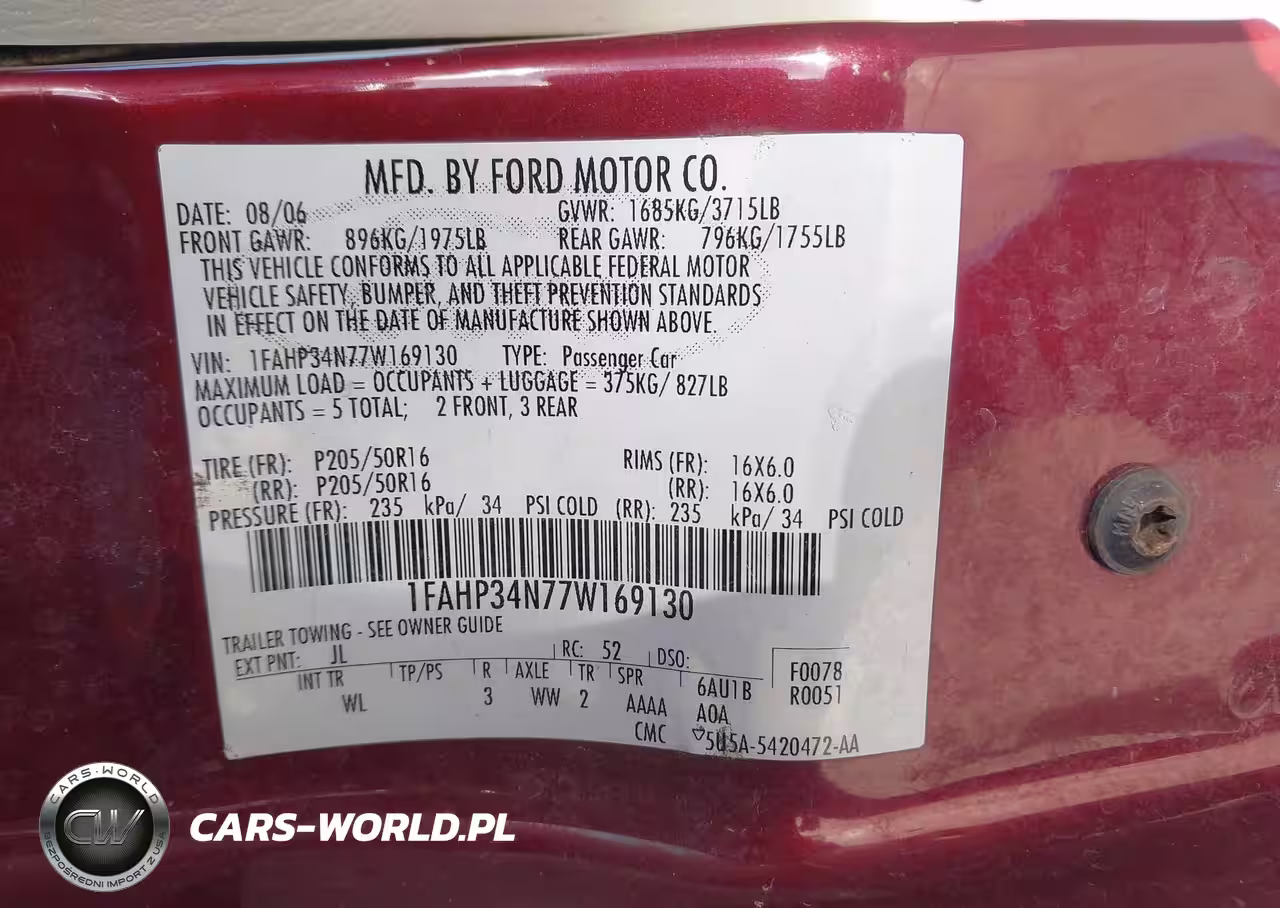 MFD. BY FORD MOTOR CO.
DATE: 08/06 GVWR: 1685KG/3715LB
FRONT GAWR: 896KG/1975LB REAR GAWR: 796KG/1755LB
THIS VEHICLE CONFORMS TO ALL APPLICABLE FEDERAL MOTOR
VEHICLE SAFETY, BUMPER, AND THEFT PREVENTION STANDARDS
IN EFFECT ON THE DATE OF MANUFACTURE SHOWN ABOVE.
VIN: 1FAHP34N77W169130 TYPE: Passenger Car
MAXIMUM LOAD = OCCUPANTS + LUGGAGE = 375KG/ 827LB
OCCUPANTS = 5 TOTAL; 2 FRONT, 3 REAR
TIRE (FR): P205/50R16 RIMS (FR): 16X6.0
(RR): P205/50R16 (RR): 16X6.0
PRESSURE (FR): 235 kPa/ 34 PSI COLD (RR): 235 kPa/ 34 PSI COLD
1FAHP34N77W169130
TRAILER TOWING - SEE OWNER GUIDE
EXT PNT: JL RC: 52 DSO: F0078
INT TR TP/PS R AXLE TR SPR 6AU1B R0051
WL 3 WW 2 AAAA A0A
CMC 5U5A-5420472-AA
CARS-WORLD
CW
BEZPOŚREDNI IMPORT Z USA
CARS-WORLD.PL